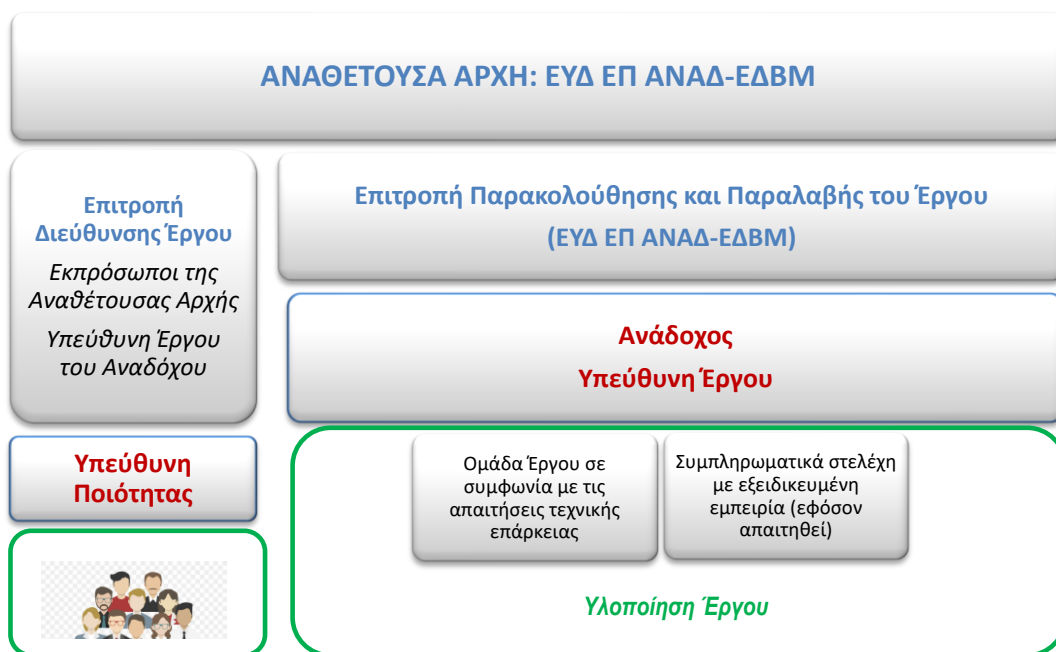 ΑΝΑΘΕΤΟΥΣΑ ΑΡΧΗ: ΕΥΔ ΕΠ ΑΝΑΔ-ΕΔΒΜ
Επιτροπή
Διεύθυνσης Έργου
Εκπρόσωποι της
Αναθέτουσας Αρχής
Υπεύθυνη Έργου
του Αναδόχου
Επιτροπή Παρακολούθησης και Παραλαβής του Έργου
(ΕΥΔ ΕΠ ΑΝΑΔ-ΕΔΒΜ)
Ανάδοχος
Υπεύθυνη Έργου
Υπεύθυνη
Ποιότητας
Ομάδα Έργου σε
συμφωνία με τις
απαιτήσεις τεχνικής
επάρκειας
Συμπληρωματικά στελέχη
με εξειδικευμένη
εμπειρία (εφόσον
απαιτηθεί)
Υλοποίηση Έργου